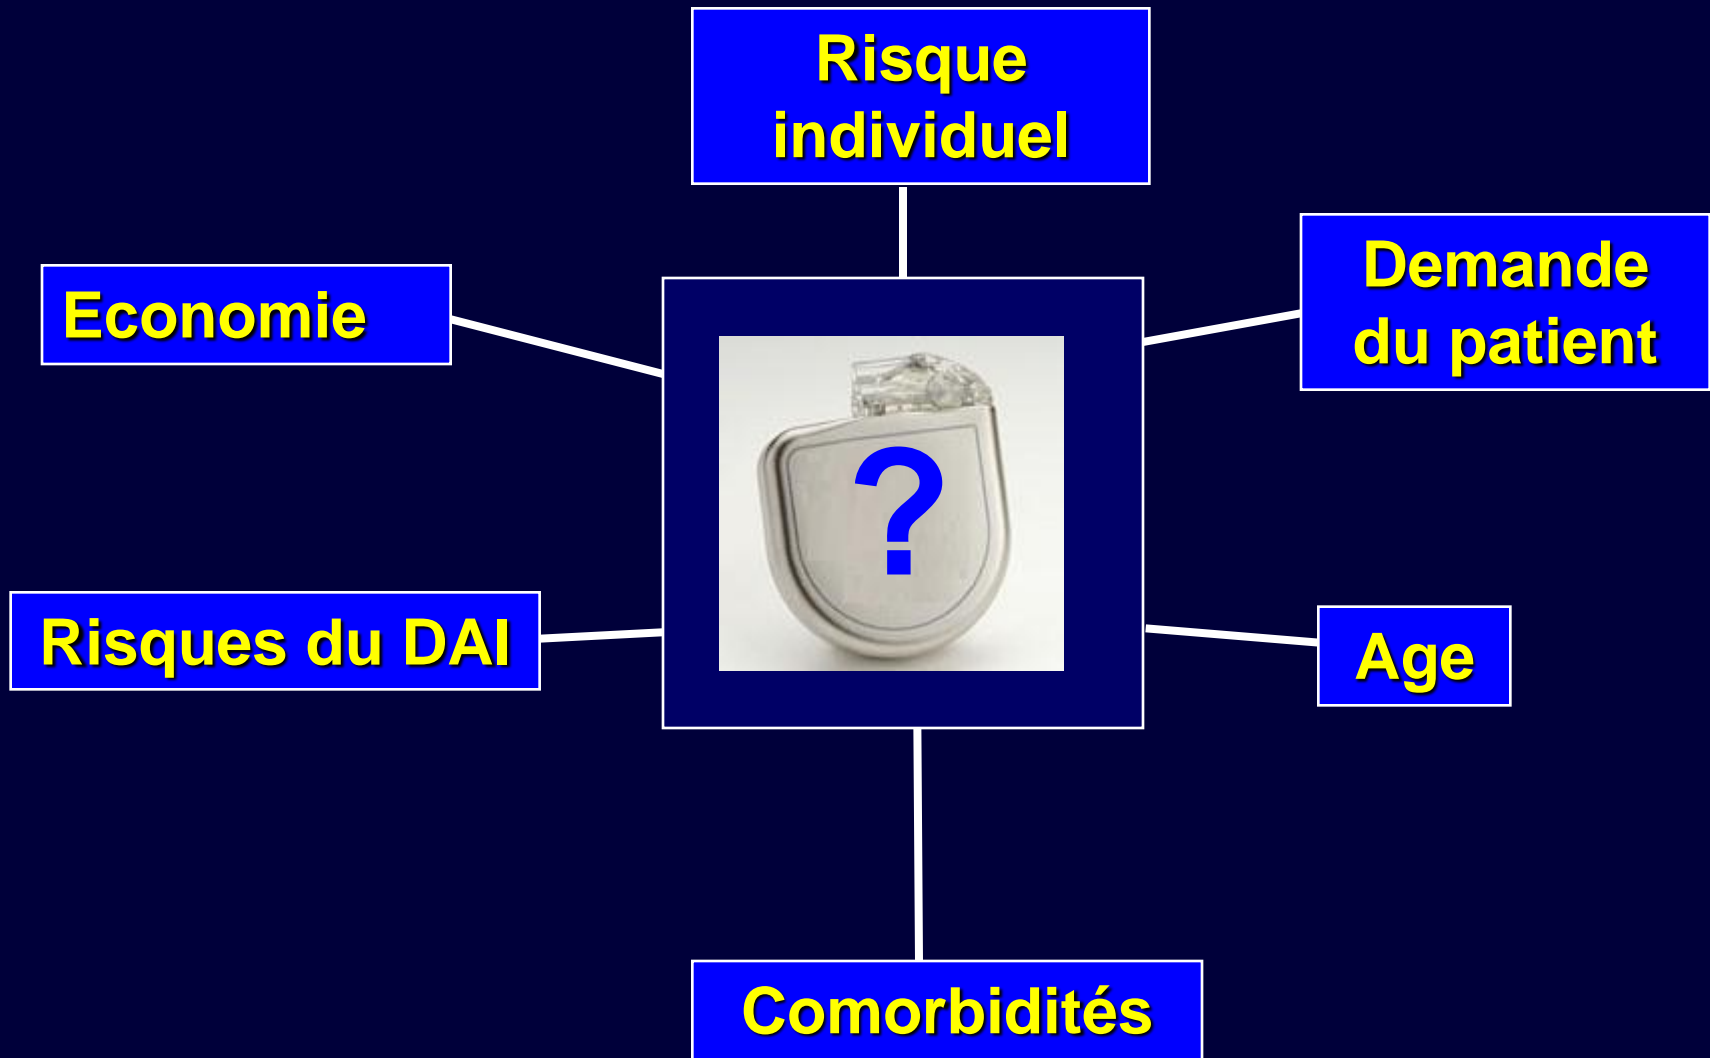 Risque
individuel
Demande
du patient
Economie
?
Risques du DAI
Age
Comorbidités